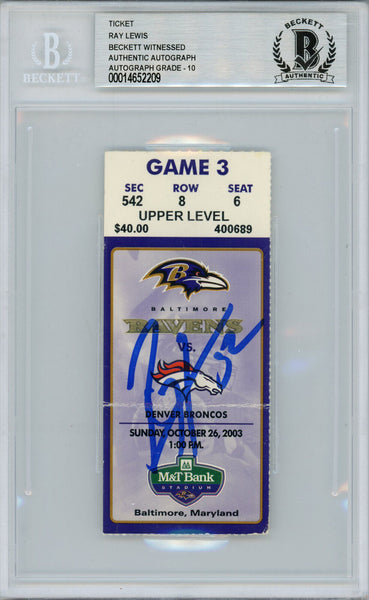 BECKETT
TICKET
RAY LEWIS
BECKETT WITNESSED
AUTHENTIC AUTOGRAPH
AUTOGRAPH GRADE - 10
00014652209
BECKETT
AUTHENTIC
GAME 3
SEC ROW SEAT
542 8 6
UPPER LEVEL
$40.00 400689
B
BALTIMORE
RAVENS
VS.
DENVER BRONCOS
SUNDAY, OCTOBER 26, 2003
1:00 P.M.
M&T Bank
STADIUM
Baltimore, Maryland